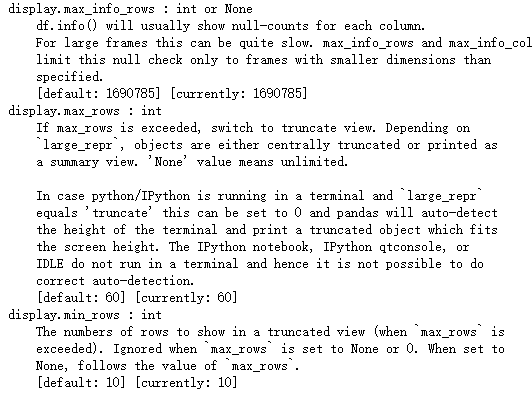 display.max_info_rows : int or None
df.info() will usually show null-counts for each column.
For large frames this can be quite slow. max_info_rows and max_info_col
limit this null check only to frames with smaller dimensions than
specified.
[default: 1690785] [currently: 1690785]
display.max_rows : int
If max_rows is exceeded, switch to truncate view. Depending on
`large_repr`, objects are either centrally truncated or printed as
a summary view. 'None' value means unlimited.
In case python/IPython is running in a terminal and `large_repr`
equals 'truncate' this can be set to 0 and pandas will auto-detect
the height of the terminal and print a truncated object which fits
the screen height. The IPython notebook, IPython qtconsole, or
IDLE do not run in a terminal and hence it is not possible to do
correct auto-detection.
[default: 60] [currently: 60]
display.min_rows : int
The numbers of rows to show in a truncated view (when `max_rows` is
exceeded). Ignored when `max_rows` is set to None or 0. When set to
None, follows the value of `max_rows`.
[default: 10] [currently: 10]